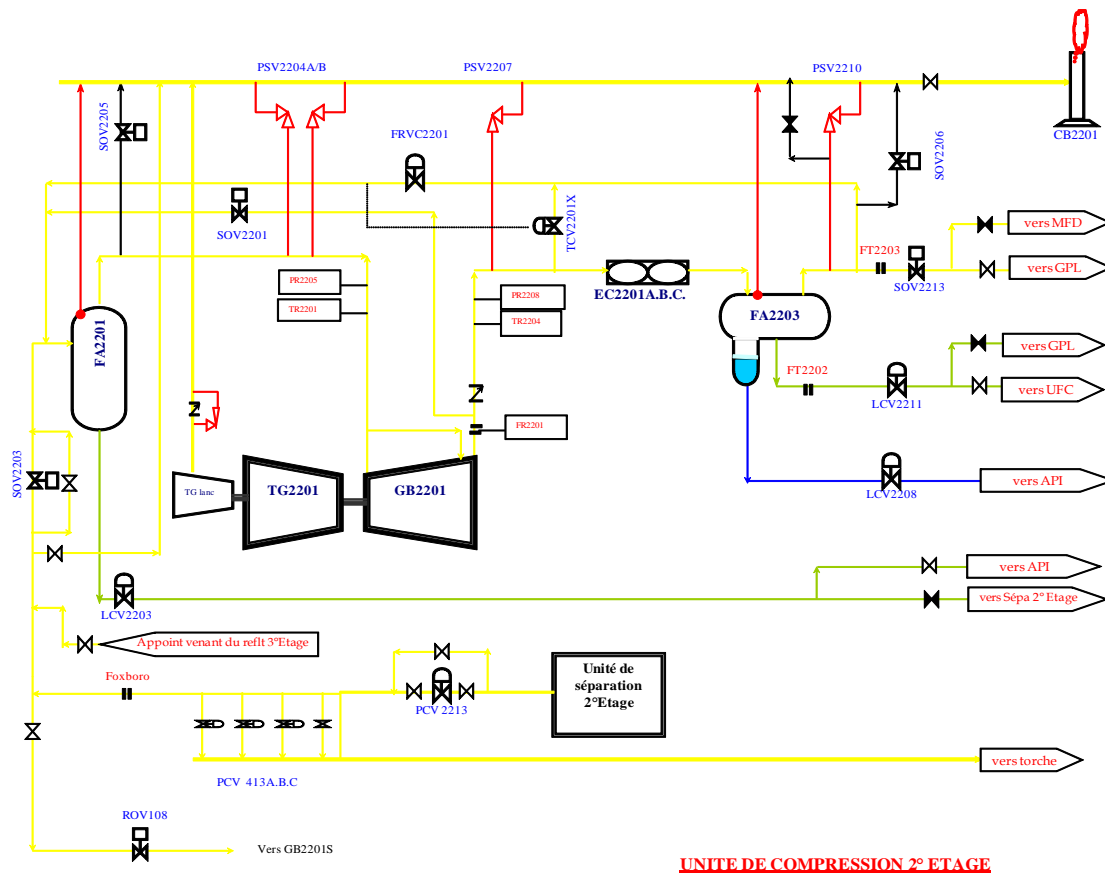 PSV2204A/B
PSV2207
PSV2210
SOV2205
FRVC2201
SOV2206
CB2201
SOV2201
TCV2201X
vers MFD
FT2203
vers GPL
SOV2213
PR2205
TR2201
PR2208
TR2204
EC2201A.B.C.
FA2203
FA2201
vers GPL
FT2202
vers UFC
LCV2211
FR2201
SOV2203
TG lanc
TG2201
GB2201
vers API
LCV2208
vers API
vers Sépa 2° Etage
LCV2203
Appoint venant du reflt 3°Etage
Foxboro
Unité de
séparation
2°Etage
PCV 2213
vers torche
PCV 413A.B.C
ROV108
Vers GB2201S
UNITE DE COMPRESSION 2° ETAGE